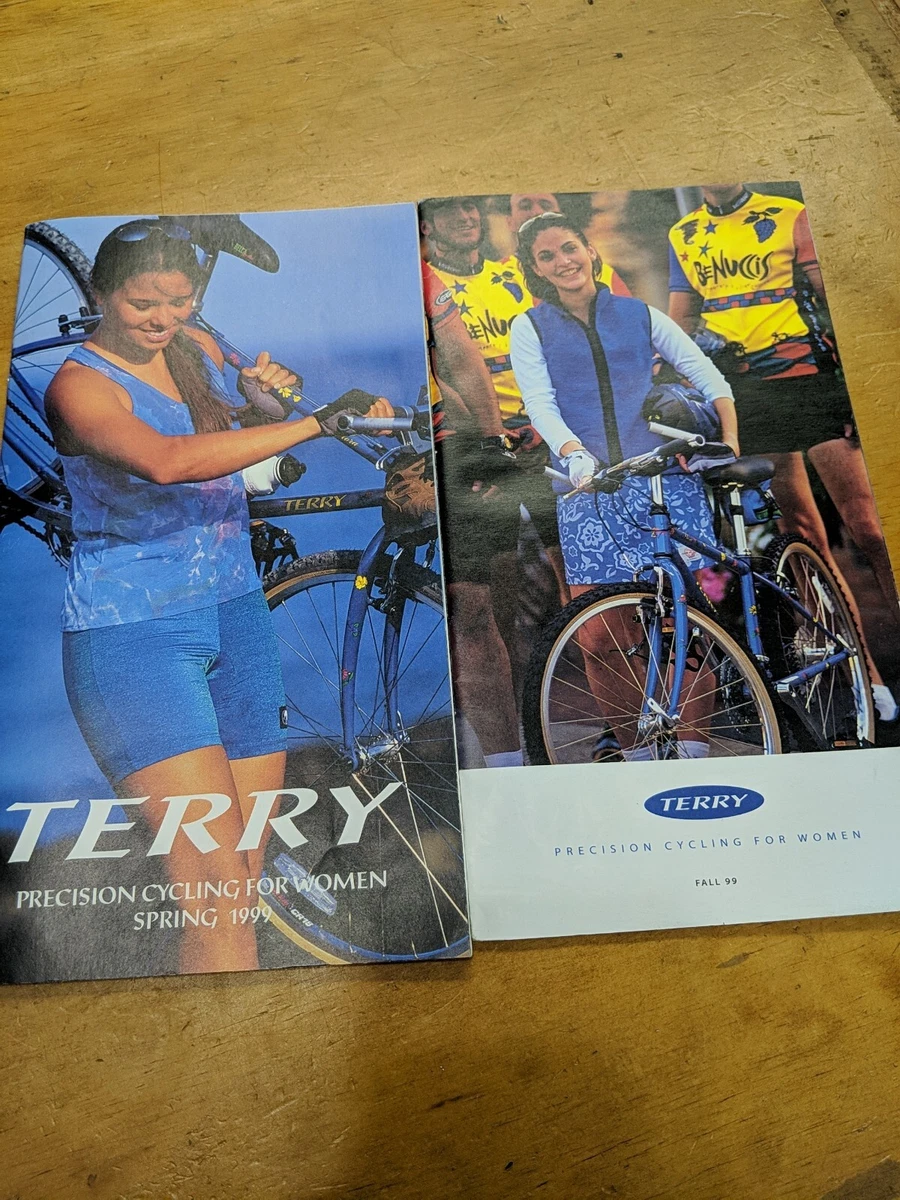 TERRY
TERRY
PRECISION CYCLING FOR WOMEN
SPRING 1999
BENUCCIS
TERRY
PRECISION CYCLING FOR WOMEN
FALL 99